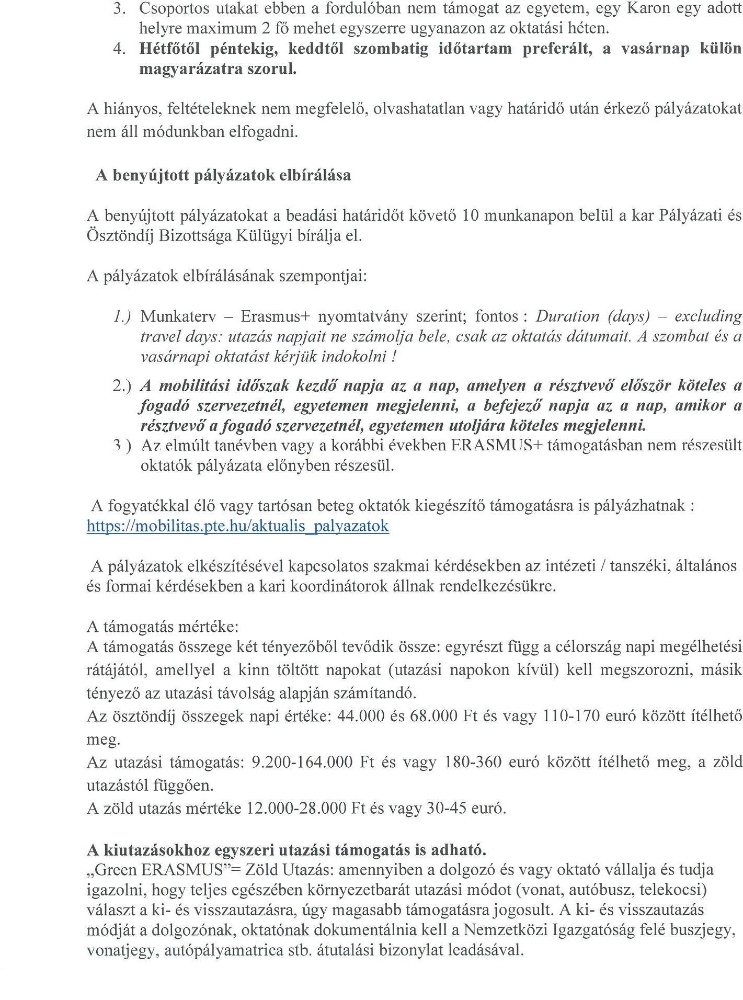 3. Csoportos utakat ebben a fordulóban nem támogat az egyetem, egy Karon egy adott
helyre maximum 2 fő mehet egyszerre ugyanazon az oktatási héten.
4. Hétfőtől péntekig, keddtől szombatig időtartam preferált, a vasárnap külön
magyarázatra szorul.
A hiányos, feltételeknek nem megfelelő, olvashatatlan vagy határidő után érkező pályázatokat
nem áll módunkban elfogadni.
A benyújtott pályázatok elbírálása
A benyújtott pályázatokat a beadási határidőt követő 10 munkanapon belül a kar Pályázati és
Ösztöndíj Bizottsága Külügyi bírálja el.
A pályázatok elbírálásának szempontjai:
1.) Munkaterv – Erasmus+ nyomtatvány szerint; fontos : Duration (days) – excluding
travel days: utazás napjait ne számolja bele, csak az oktatás dátumait. A szombat és a
vasárnapi oktatást kérjük indokolni !
2.) A mobilitási időszak kezdő napja az a nap, amelyen a résztvevő először köteles a
fogadó szervezetnél, egyetemen megjelenni, a befejező napja az a nap, amikor a
résztvevő a fogadó szervezetnél, egyetemen utoljára köteles megjelenni.
3 ) Az elmúlt tanévben vagy a korábbi években ERASMUS+ támogatásban nem részesült
oktatók pályázata előnyben részesül.
A fogyatékkal élő vagy tartósan beteg oktatók kiegészítő támogatásra is pályázhatnak :
https://mobilitas.pte.hu/aktualis_palyazatok
A pályázatok elkészítésével kapcsolatos szakmai kérdésekben az intézeti / tanszéki, általános
és formai kérdésekben a kari koordinátorok állnak rendelkezésükre.
A támogatás mértéke:
A támogatás összege két tényezőből tevődik össze: egyrészt függ a célország napi megélhetési
rátájától, amellyel a kinn töltött napokat (utazási napokon kívül) kell megszorozni, másik
tényező az utazási távolság alapján számítandó.
Az ösztöndíj összegek napi értéke: 44.000 és 68.000 Ft és vagy 110-170 euró között ítélhető
meg.
Az utazási támogatás: 9.200-164.000 Ft és vagy 180-360 euró között ítélhető meg, a zöld
utazástól függően.
A zöld utazás mértéke 12.000-28.000 Ft és vagy 30-45 euró.
A kiutazásokhoz egyszeri utazási támogatás is adható.
„Green ERASMUS”= Zöld Utazás: amennyiben a dolgozó és vagy oktató vállalja és tudja
igazolni, hogy teljes egészében környezetbarát utazási módot (vonat, autóbusz, telekocsi)
választ a ki- és visszautazásra, úgy magasabb támogatásra jogosult. A ki- és visszautazás
módját a dolgozónak, oktatónak dokumentálnia kell a Nemzetközi Igazgatóság felé buszjegy,
vonatjegy, autópályamatrica stb. átutalási bizonylat leadásával.